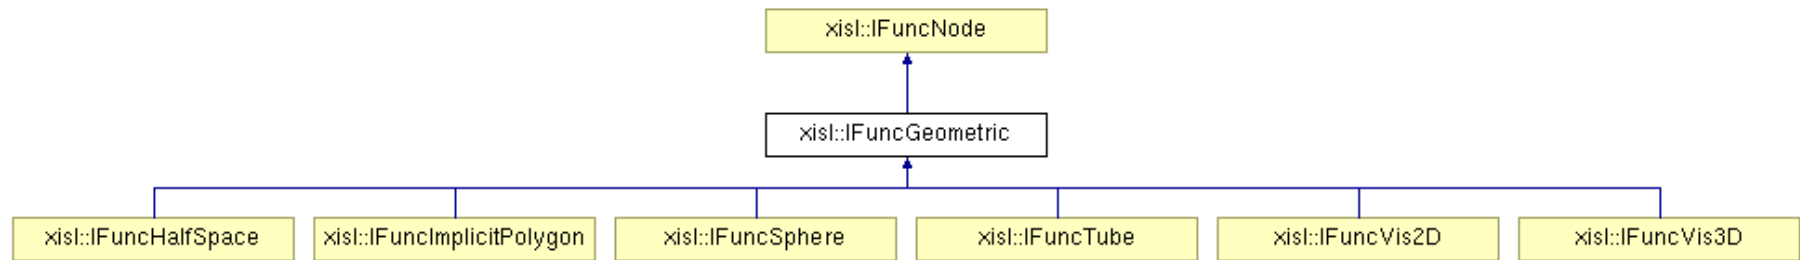 xisl::IFuncNode
xisl::IFuncGeometric
xisl::IFuncHalfSpace
xisl::IFuncImplicitPolygon
xisl::IFuncSphere
xisl::IFuncTube
xisl::IFuncVis2D
xisl::IFuncVis3D